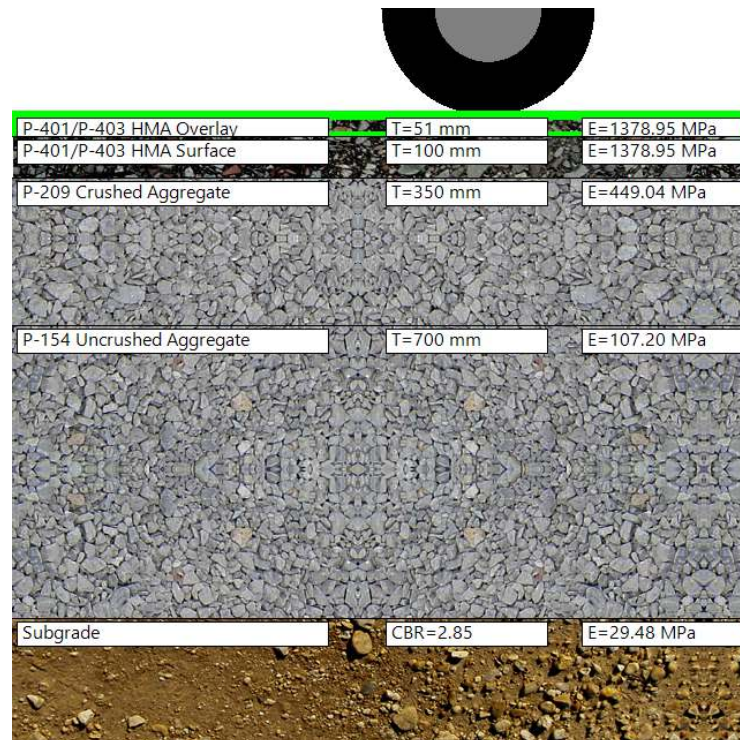 P-401/P-403 HMA Overlay T=51 mm E=1378.95 MPa
P-401/P-403 HMA Surface T=100 mm E=1378.95 MPa
P-209 Crushed Aggregate T=350 mm E=449.04 MPa
P-154 Uncrushed Aggregate T=700 mm E=107.20 MPa
Subgrade CBR=2.85 E=29.48 MPa